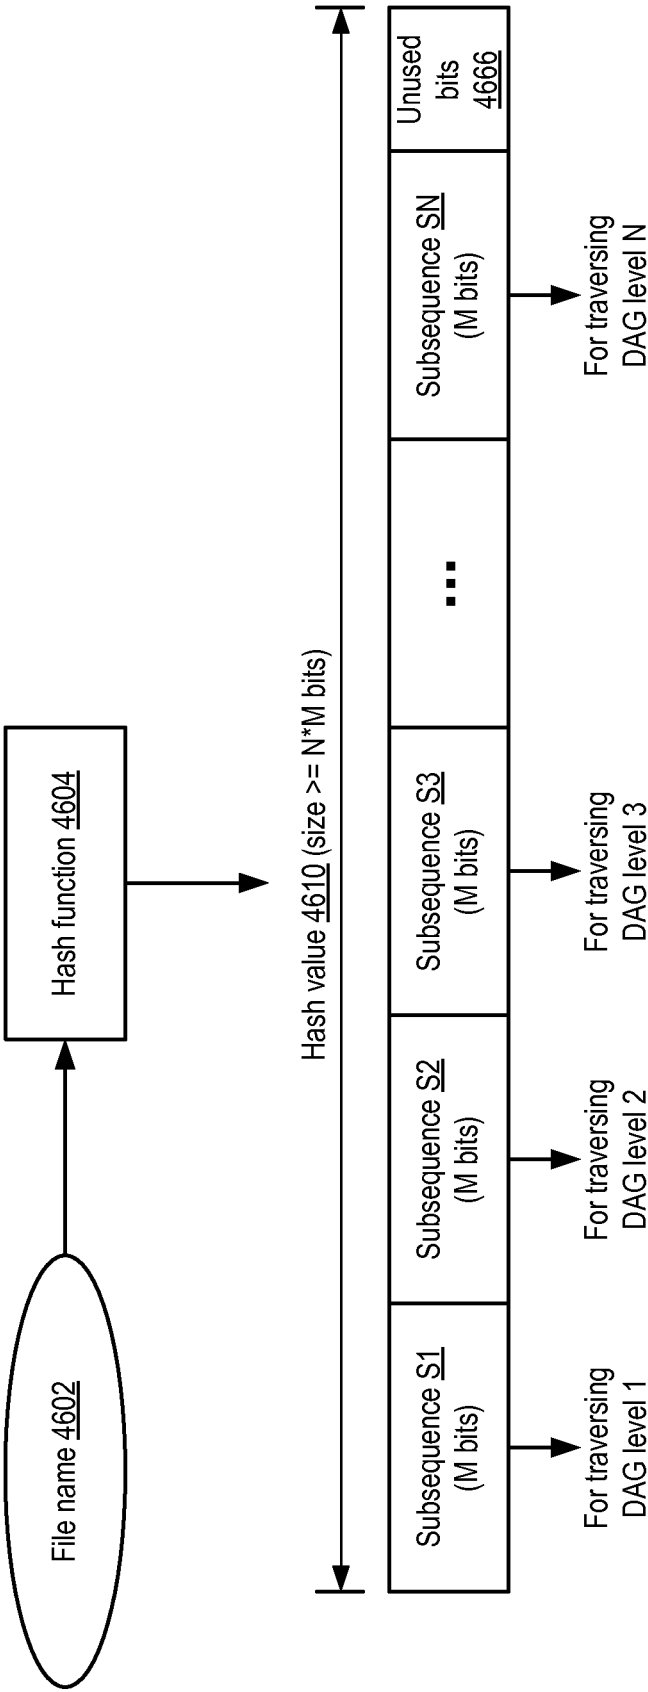 File name 4602
Hash function 4604
Hash value 4610 (size >= N*M bits)
Subsequence S1
(M bits)
Subsequence S2
(M bits)
Subsequence S3
(M bits)
...
Subsequence SN
(M bits)
Unused
bits
4666
For traversing
DAG level 1
For traversing
DAG level 2
For traversing
DAG level 3
For traversing
DAG level N